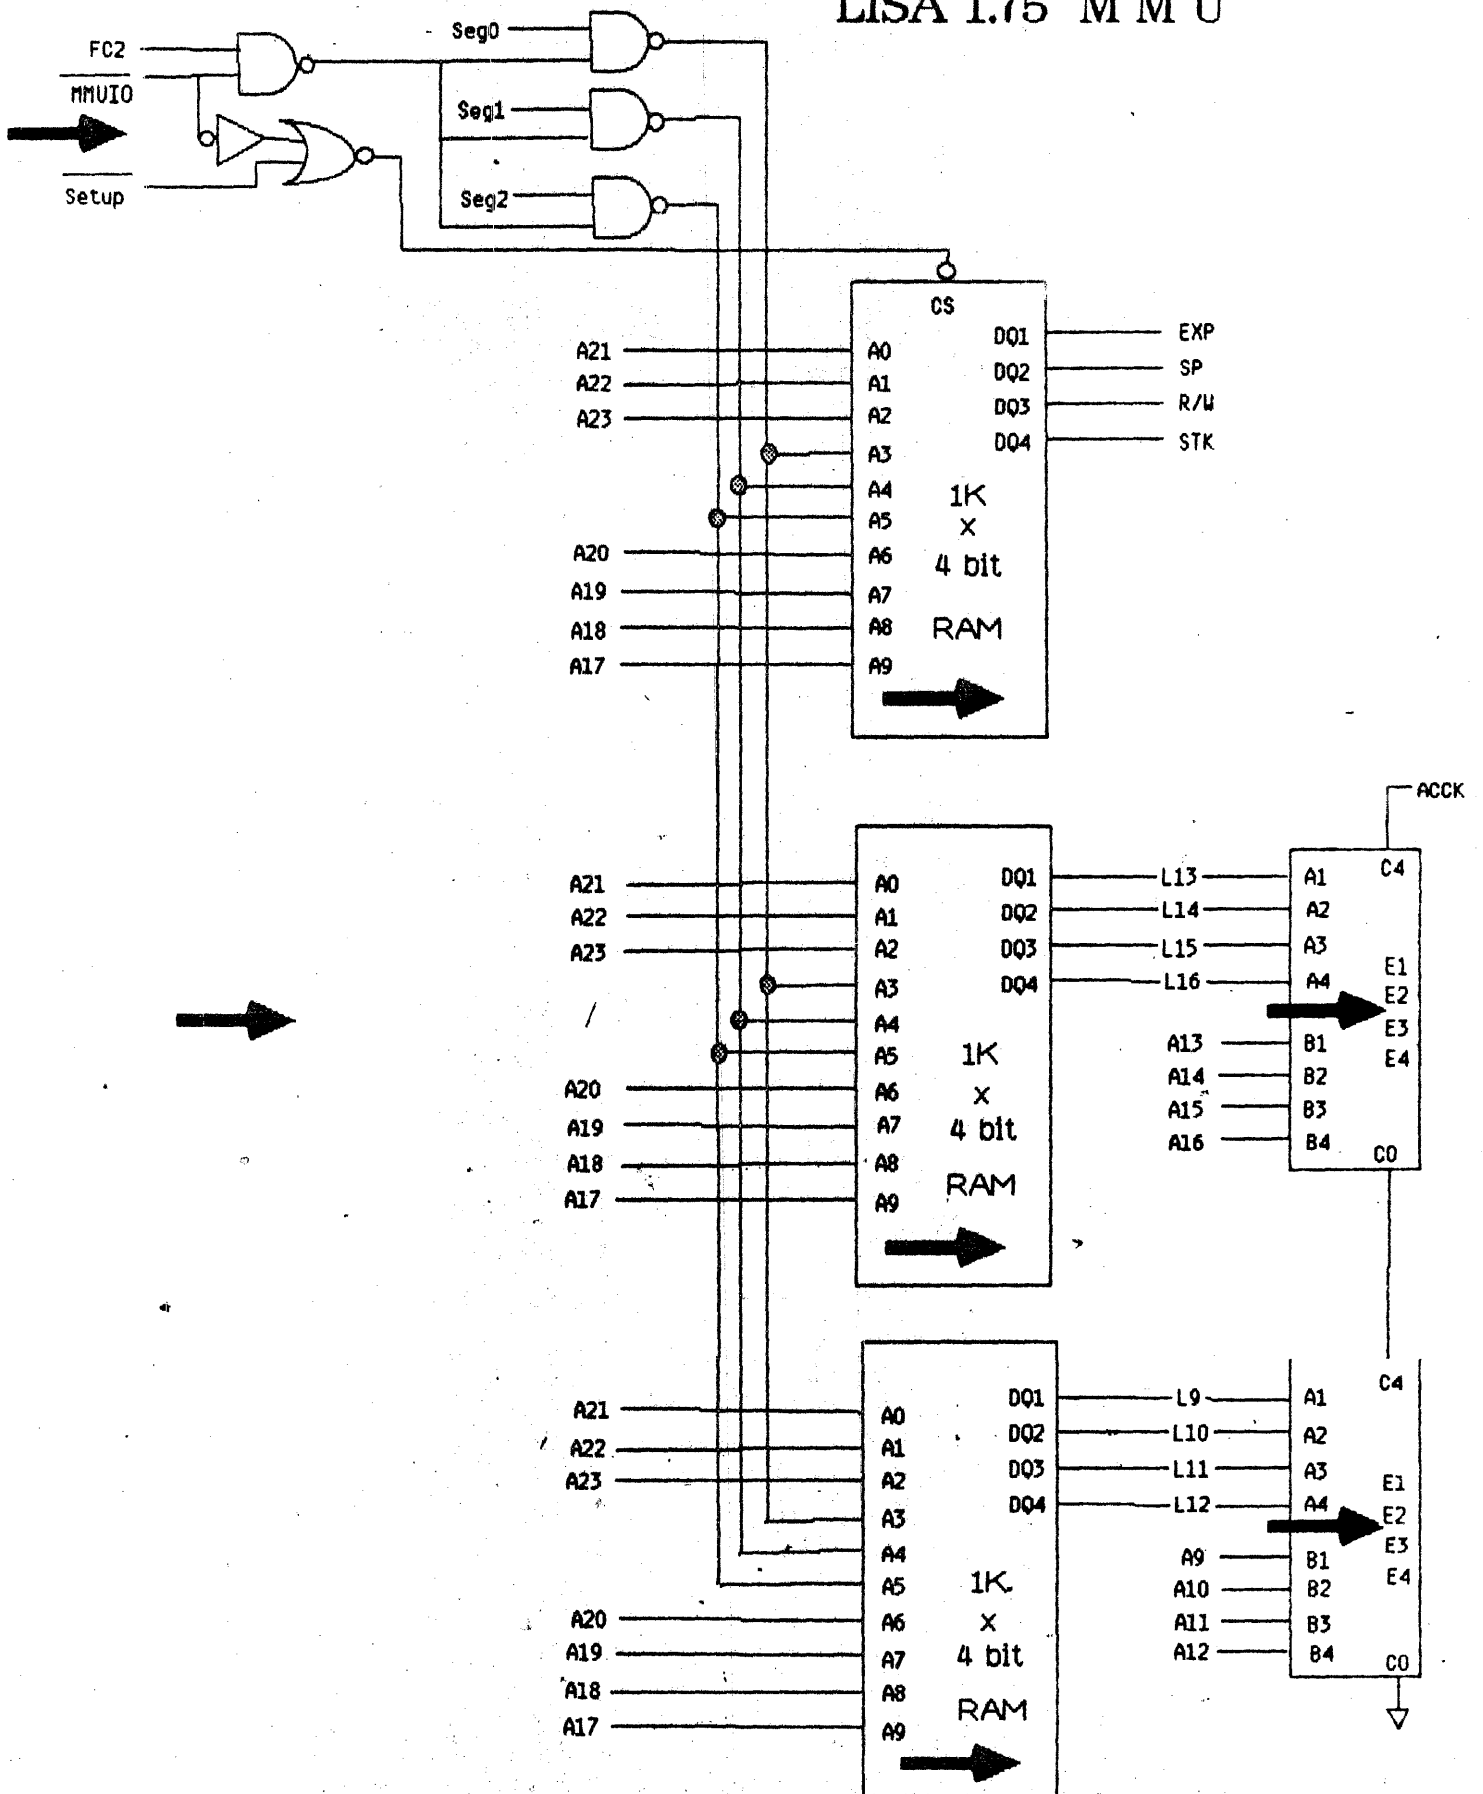 LISA 1.75 M M U
FC2
MMUIO
Setup
Seg0
Seg1
Seg2
CS
A21 A0 DQ1 EXP
A22 A1 DQ2 SP
A23 A2 DQ3 R/W
A3 DQ4 STK
A4
A5
A20 A6
A19 A7
A18 A8
A17 A9
1K
x
4 bit
RAM
ACCK
A21 A0 DQ1 L13 A1 C4
A22 A1 DQ2 L14 A2
A23 A2 DQ3 L15 A3
A3 DQ4 L16 A4
A4
A5
A20 A6
A19 A7
A18 A8
A17 A9
1K
x
4 bit
RAM
E1
E2
E3
E4
A13 B1
A14 B2
A15 B3
A16 B4
C0
A21 A0 DQ1 L9 A1 C4
A22 A1 DQ2 L10 A2
A23 A2 DQ3 L11 A3
A3 DQ4 L12 A4
A4
A5
A20 A6
A19 A7
A18 A8
A17 A9
1K
x
4 bit
RAM
E1
E2
E3
E4
A9 B1
A10 B2
A11 B3
A12 B4
C0